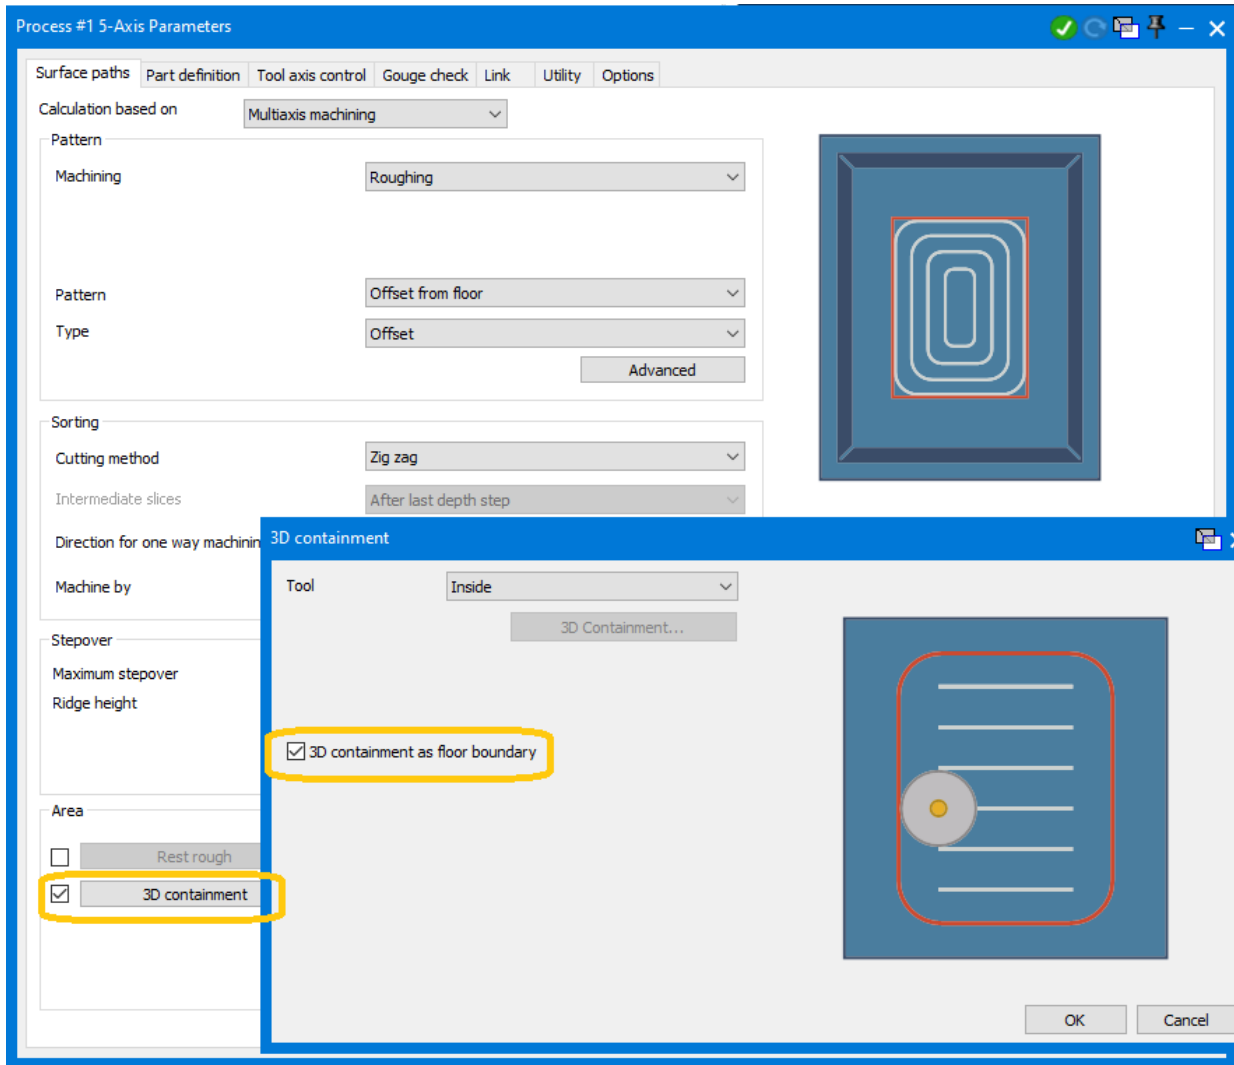 Process #1 5-Axis Parameters
Surface paths Part definition Tool axis control Gouge check Link Utility Options
Calculation based on Multiaxis machining
Pattern
Machining Roughing
Pattern Offset from floor
Type Offset
Advanced
Sorting
Cutting method Zig zag
Intermediate slices After last depth step
Direction for one way machinin
Machine by
3D containment
Tool Inside
3D Containment...
Stepover
Maximum stepover
Ridge height
3D containment as floor boundary
Area
Rest rough
3D containment
OK Cancel